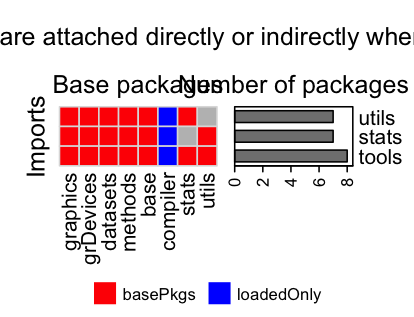 are attached directly or indirectly whe
Base packages
Number of packages
Imports
utils
stats
tools
0
2
4
6
8
graphics
grDevices
datasets
methods
base
compiler
stats
utils
basePkgs
loadedOnly